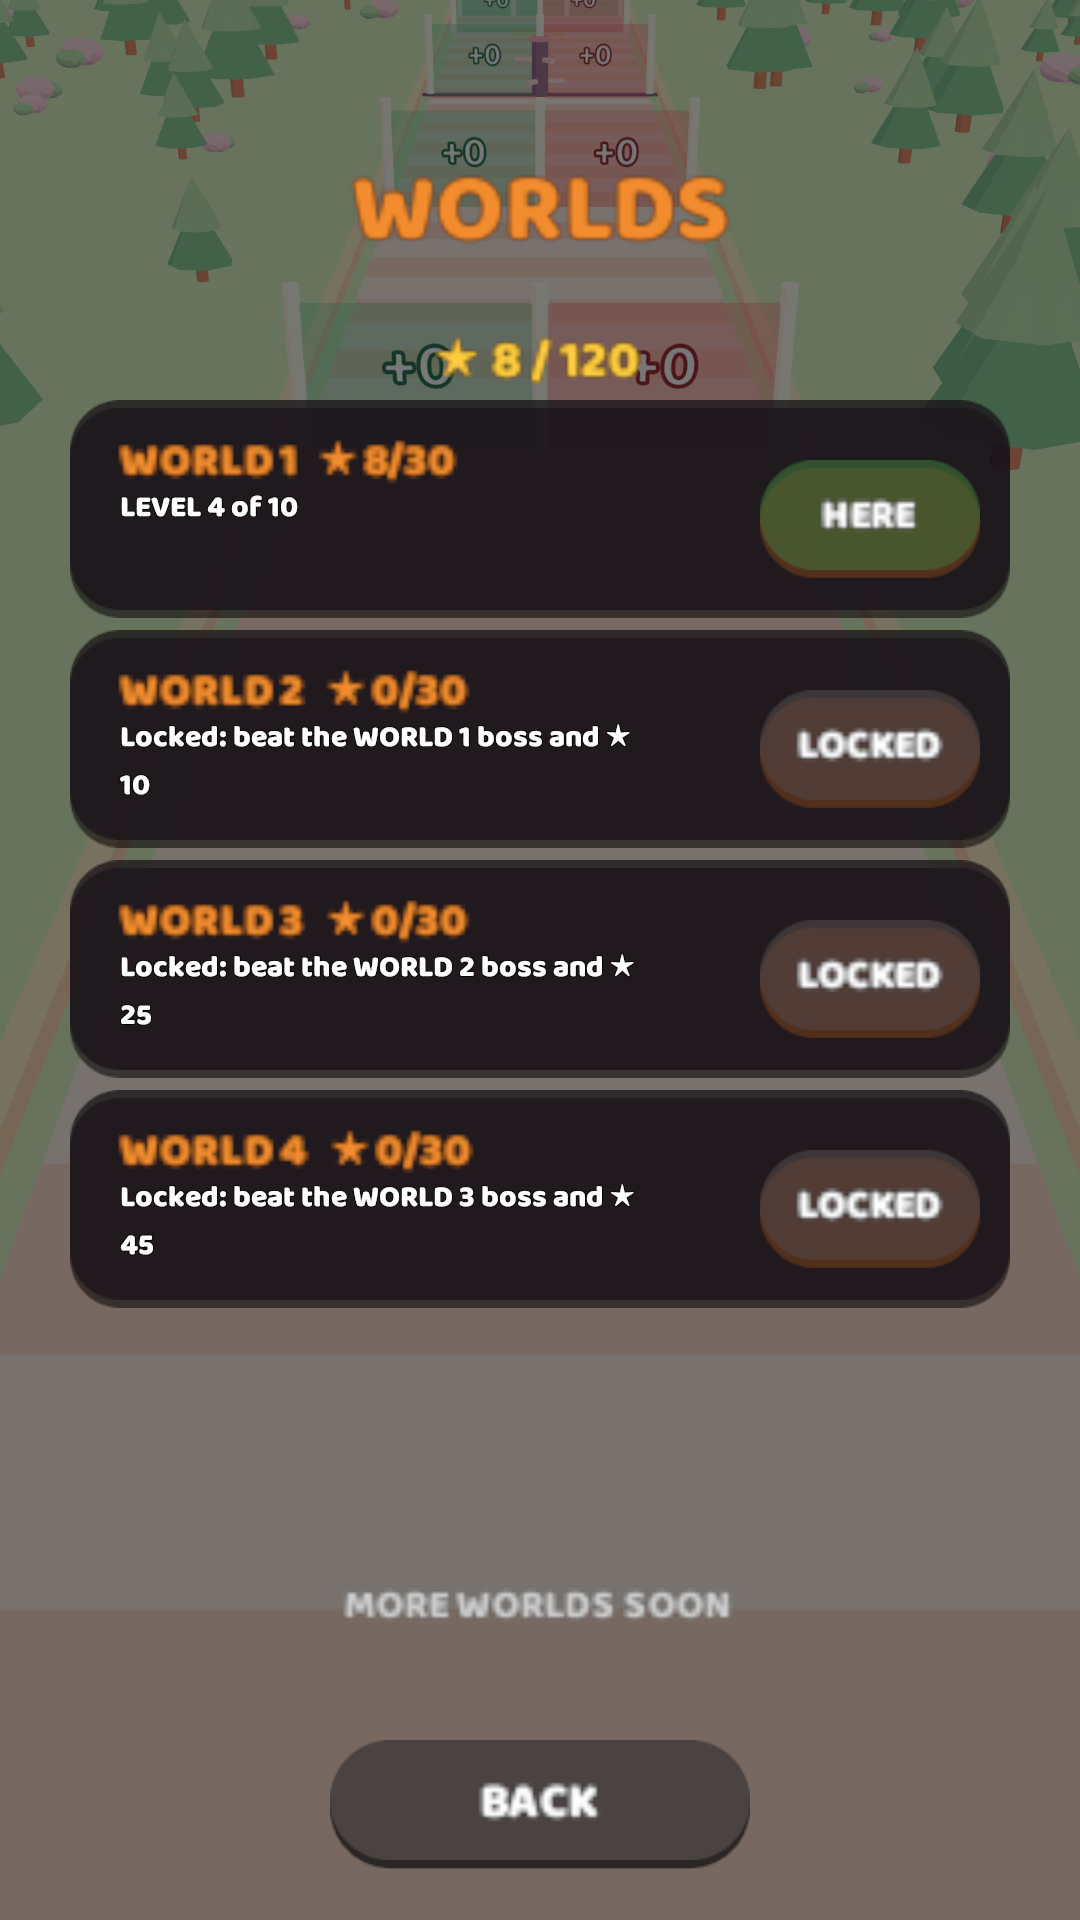 +0 +0
+0 +0
+0 +0
WORLDS
+0 ★ 8 / 120 +0
WORLD 1 ★ 8/30
LEVEL 4 of 10
HERE
WORLD 2 ★ 0/30
Locked: beat the WORLD 1 boss and ★
10
LOCKED
WORLD 3 ★ 0/30
Locked: beat the WORLD 2 boss and ★
25
LOCKED
WORLD 4 ★ 0/30
Locked: beat the WORLD 3 boss and ★
45
LOCKED
MORE WORLDS SOON
BACK